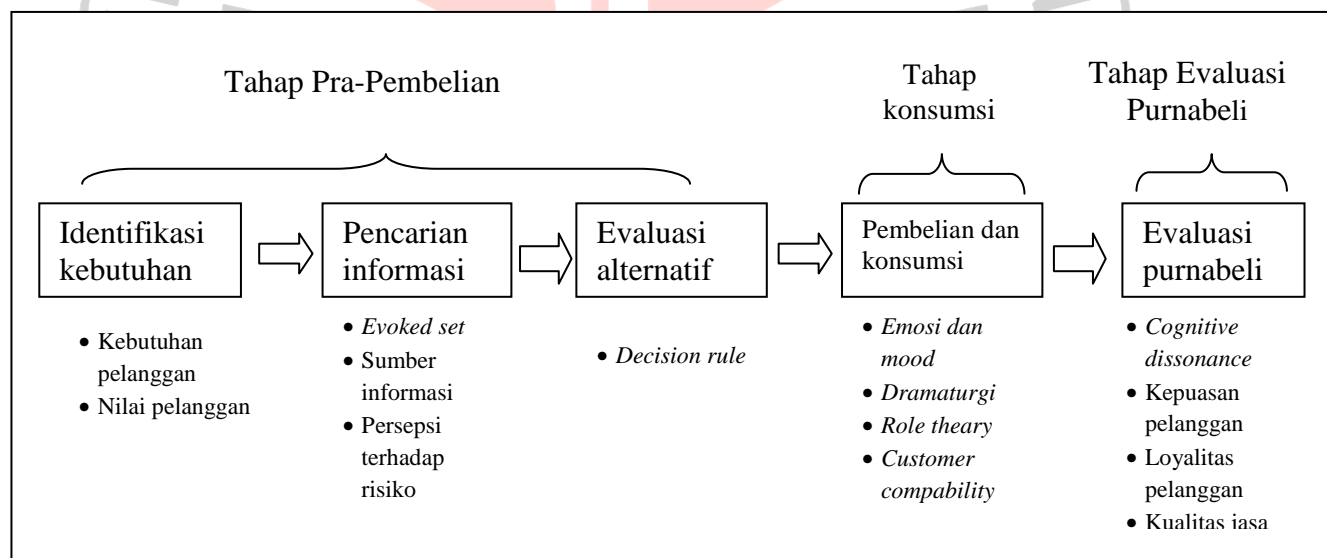 Tahap Pra-Pembelian
Tahap
konsumsi
Tahap Evaluasi
Purnabeli
Identifikasi
kebutuhan
Pencarian
informasi
Evaluasi
alternatif
Pembelian dan
konsumsi
Evaluasi
purnabeli
• Kebutuhan
pelanggan
• Nilai pelanggan
• Evoked set
• Sumber
informasi
• Persepsi
terhadap
risiko
• Decision rule
• Emosi dan
mood
• Dramaturgi
• Role theary
• Customer
compability
• Cognitive
dissonance
• Kepuasan
pelanggan
• Loyalitas
pelanggan
• Kualitas jasa